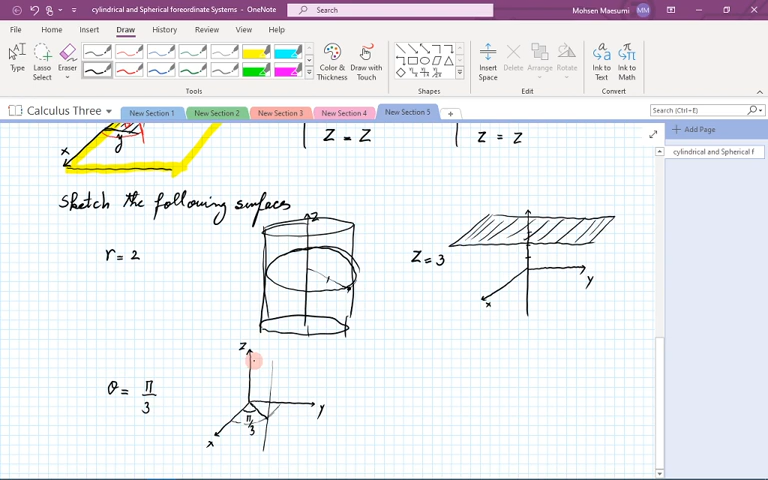 cylindrical and Spherical foreordinate Systems - OneNote
Search
Mohsen Maesumi
MM
File
Home
Insert
Draw
History
Review
View
Help
Type
Lasso Select
Eraser
Color & Thickness
Draw with Touch
Insert Space
Delete
Arrange
Rotate
Ink to Text
Ink to Math
Tools
Shapes
Edit
Convert
Calculus Three
New Section 1
New Section 2
New Section 3
New Section 4
New Section 5
Search (Ctrl+E)
Add Page
cylindrical and Spherical f
x
y
Z = Z
Z = Z
Sketch the following surfaces
r = 2
Z
Z = 3
y
x
θ = π/3
Z
y
x
π/3